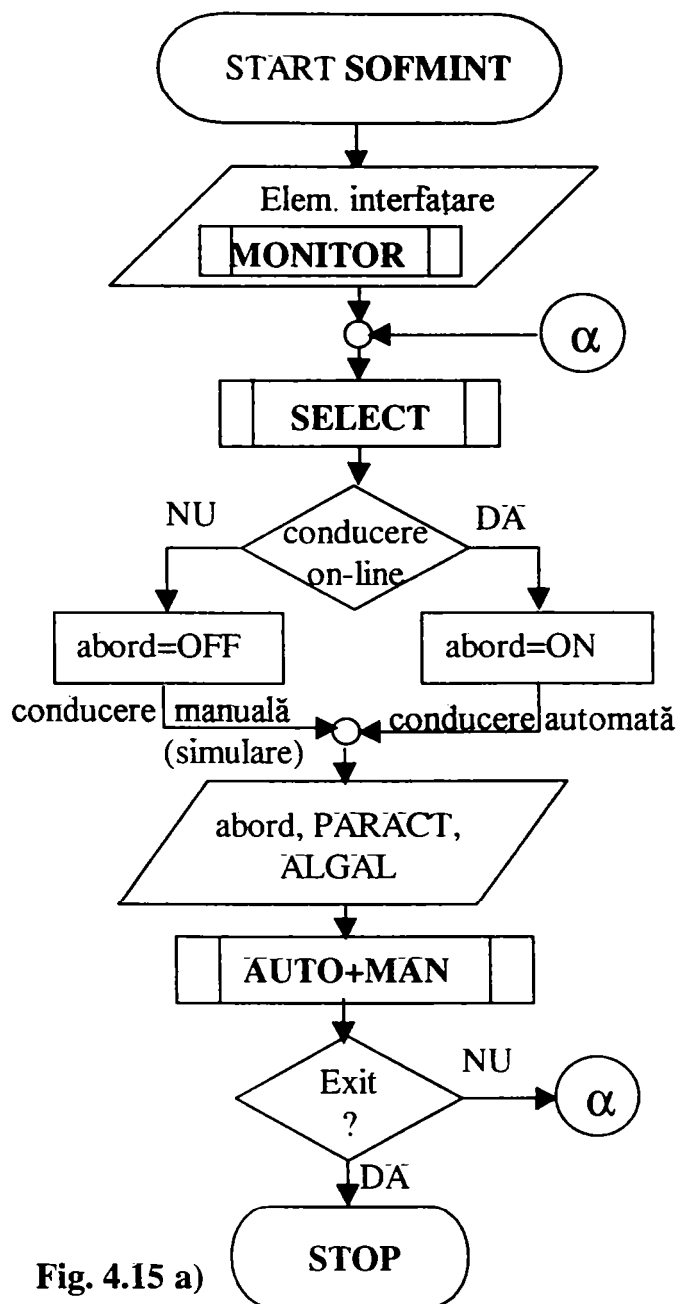 START SOFMINT
Elem. interfaţare
MONITOR
α
SELECT
NU
DA
conducere
on-line
abord=OFF
abord=ON
conducere manuală
(simulare)
conducere automată
abord, PARACT,
ALGAL
AUTO+MAN
Exit
?
NU
α
DA
STOP
Fig. 4.15 a)